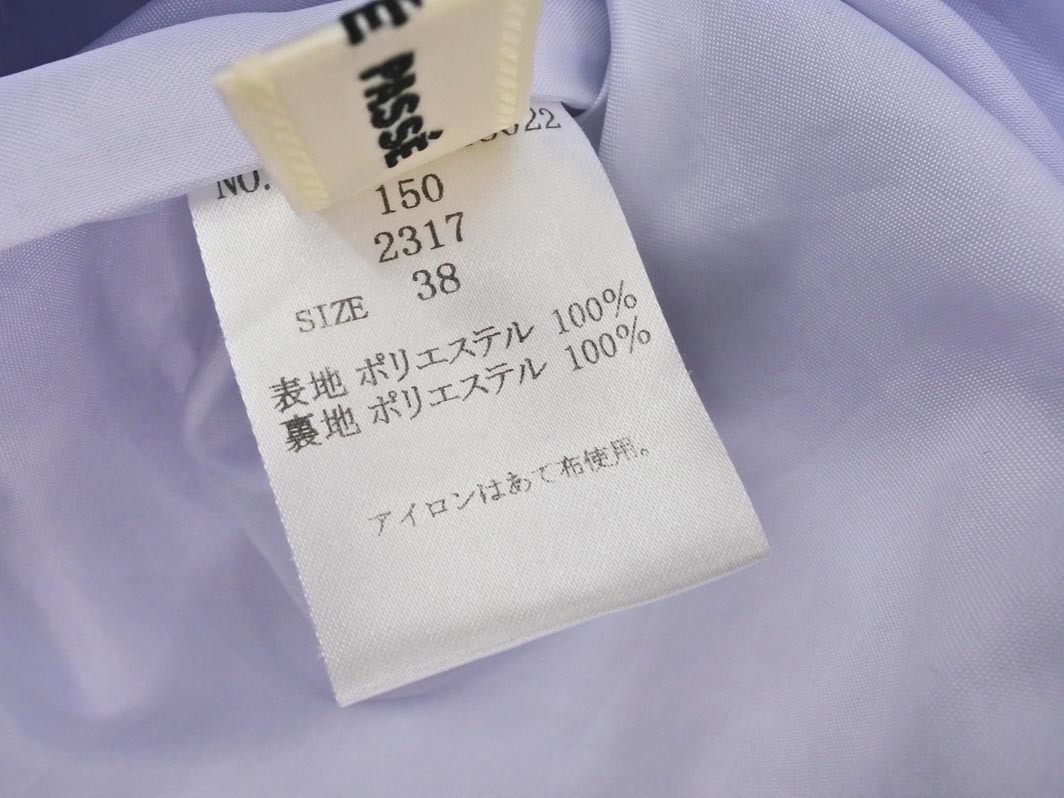 PASSÉ
NO.
150
2317
SIZE 38
表地 ポリエステル 100%
裏地 ポリエステル 100%
アイロンはあて布使用。